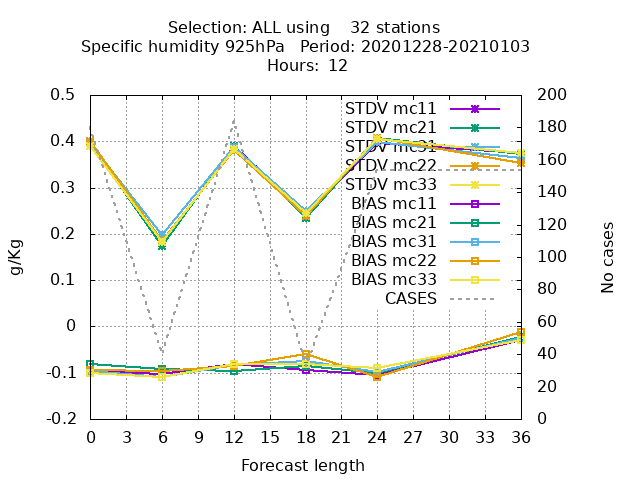 Selection: ALL using 32 stations
Specific humidity 925hPa Period: 20201228-20210103
Hours: 12
0.5
0.4
0.3
0.2
0.1
0
-0.1
-0.2
g/Kg
STDV mc11
STDV mc21
STDV mc31
STDV mc22
STDV mc33
BIAS mc11
BIAS mc21
BIAS mc31
BIAS mc22
BIAS mc33
CASES
200
180
160
140
120
100
80
60
40
20
0
No cases
0 3 6 9 12 15 18 21 24 27 30 33 36
Forecast length